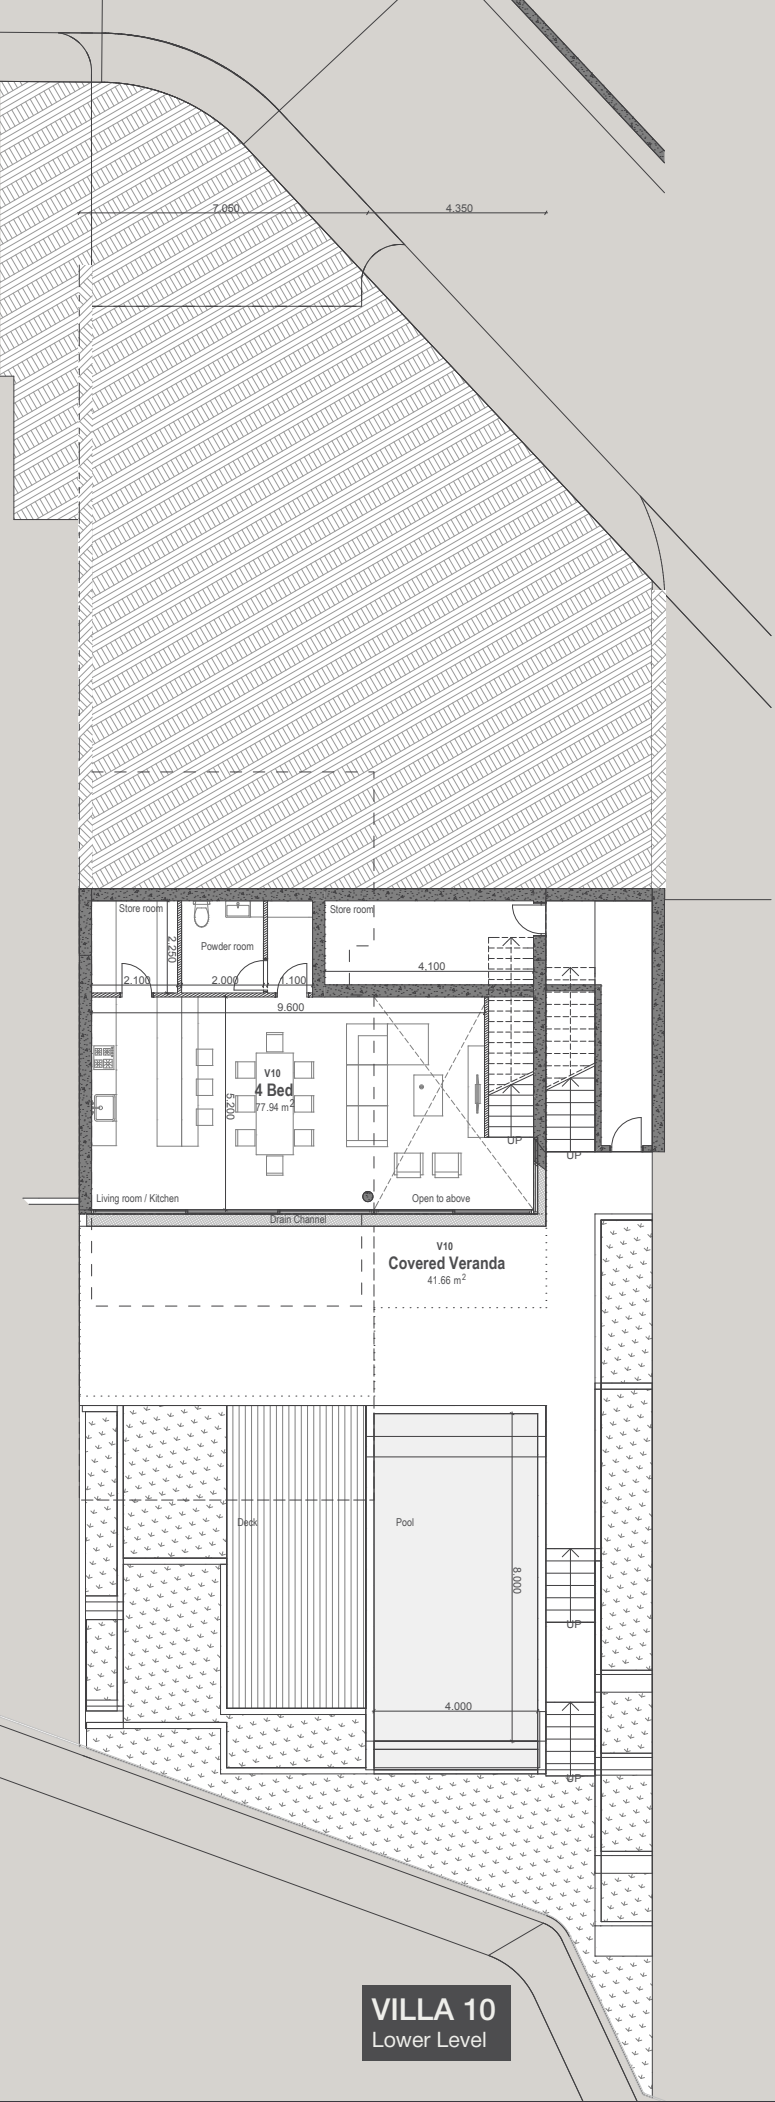 7.050
4.350
Store room
Store room
Powder room
2.250
4.100
2.100
2.000
1.100
9.600
V10
4 Bed
77.94 m2
5.200
UP
UP
Living room / Kitchen
Open to above
Drain Channel
V10
Covered Veranda
41.66 m2
Deck
Pool
8.000
UP
4.000
UP
VILLA 10
Lower Level